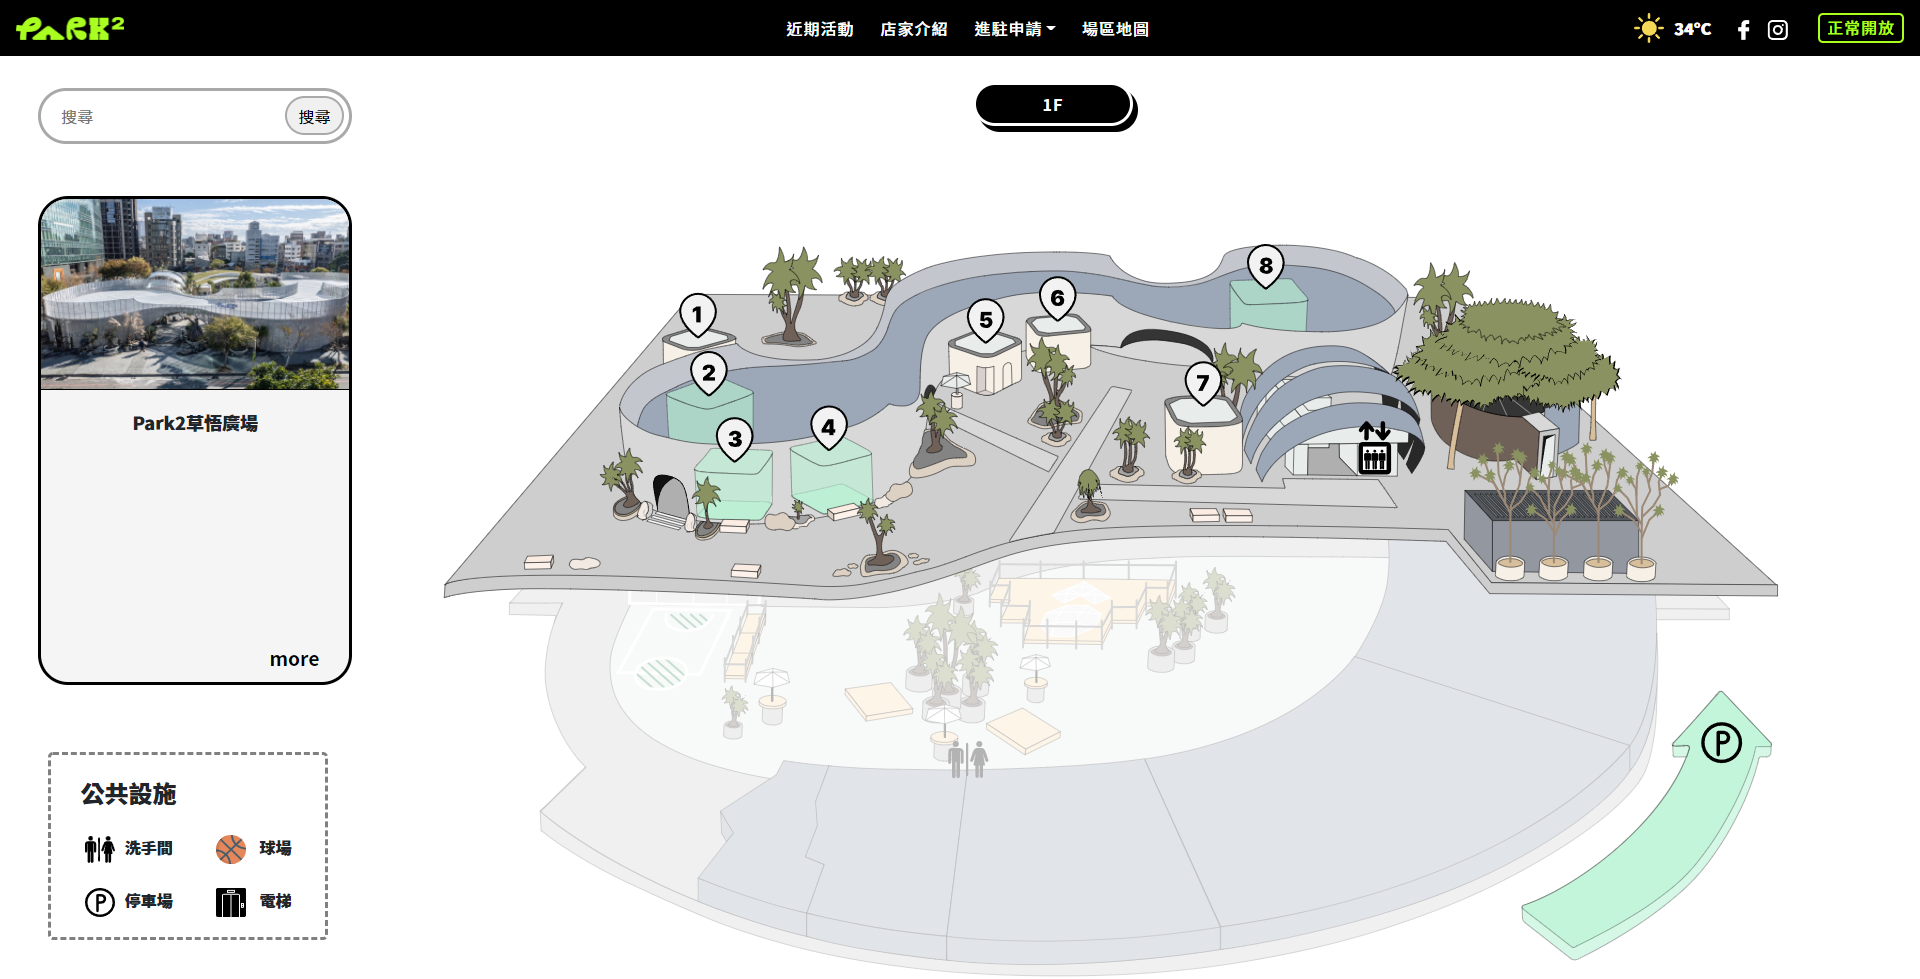 PARK2
近期活動
店家介紹
進駐申請
場區地圖
34°C
正常開放
搜尋
搜尋
1F
Park2草悟廣場
more
公共設施
洗手間
球場
停車場
電梯
1
2
3
4
5
6
7
8
P
P